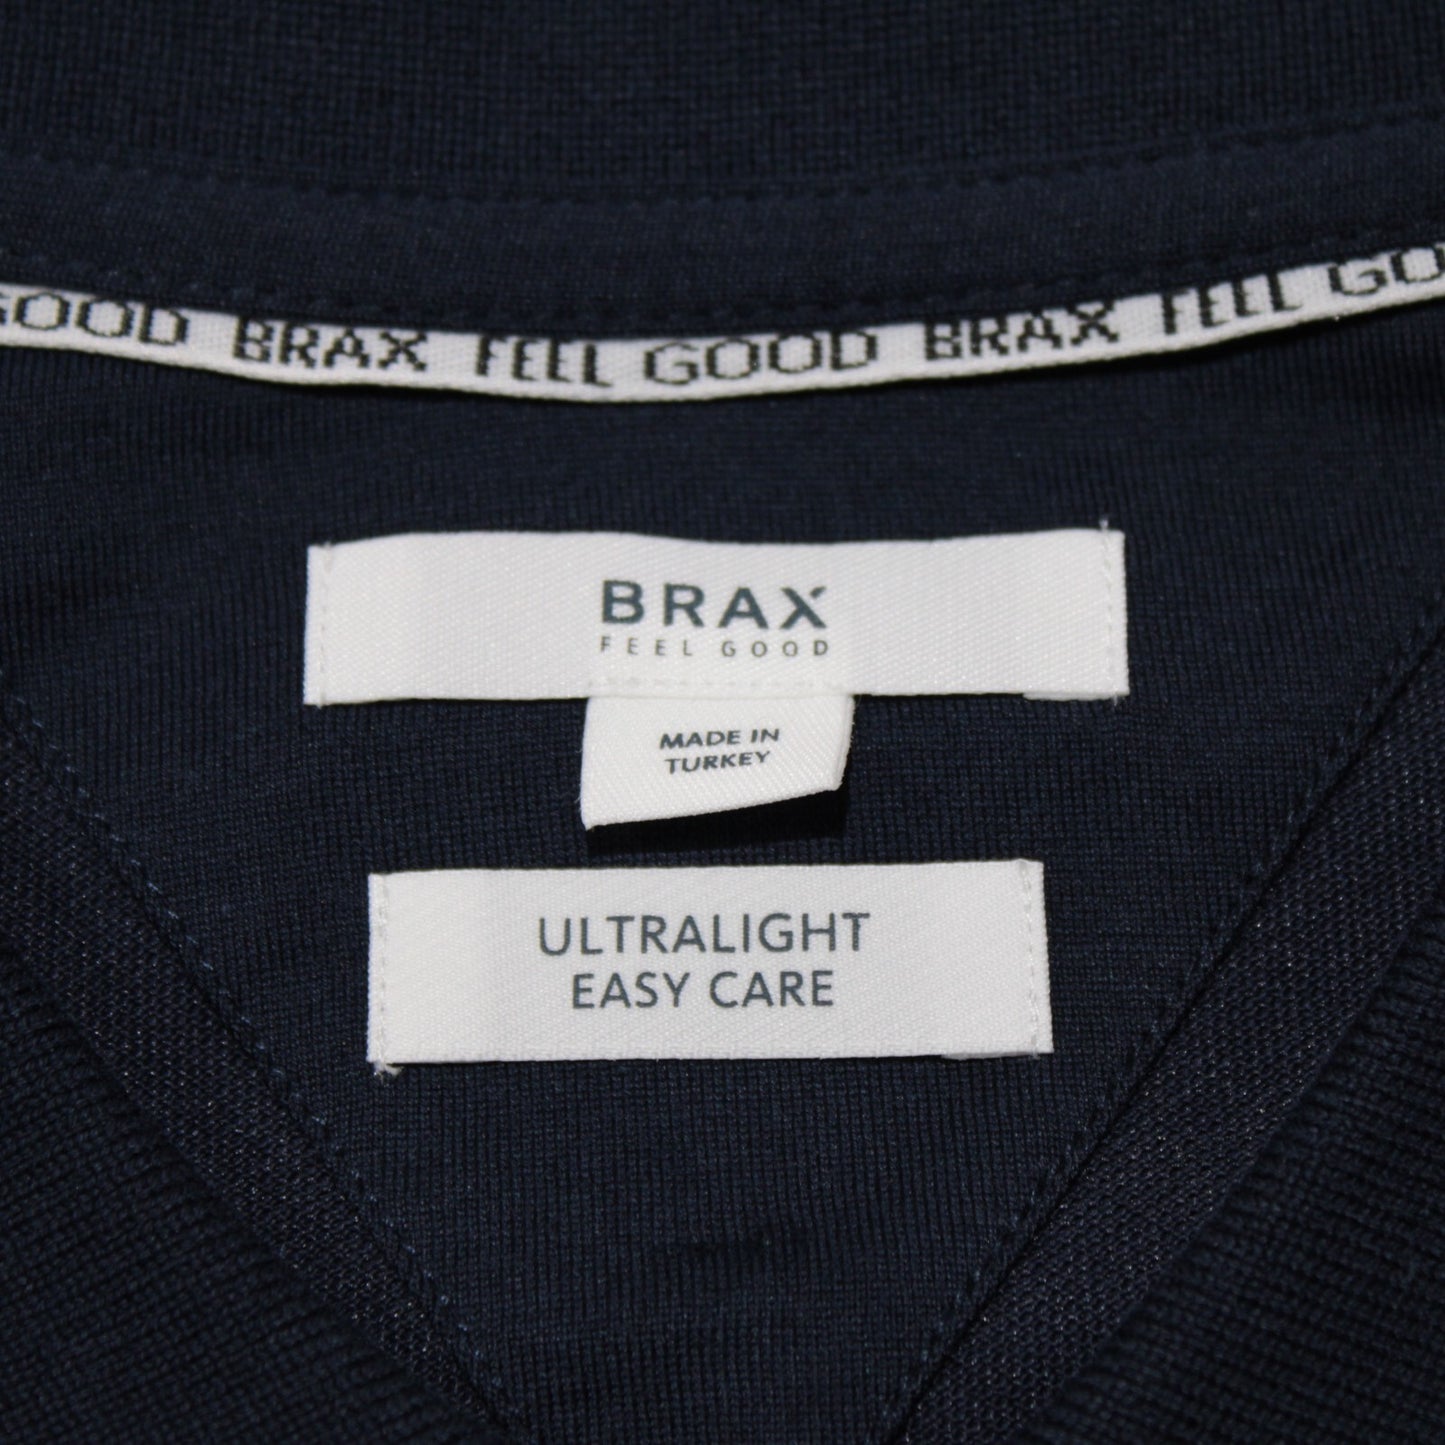 GOOD BRAX FEEL GOOD BRAX FEEL GO
BRAX
FEEL GOOD
MADE IN
TURKEY
ULTRALIGHT
EASY CARE